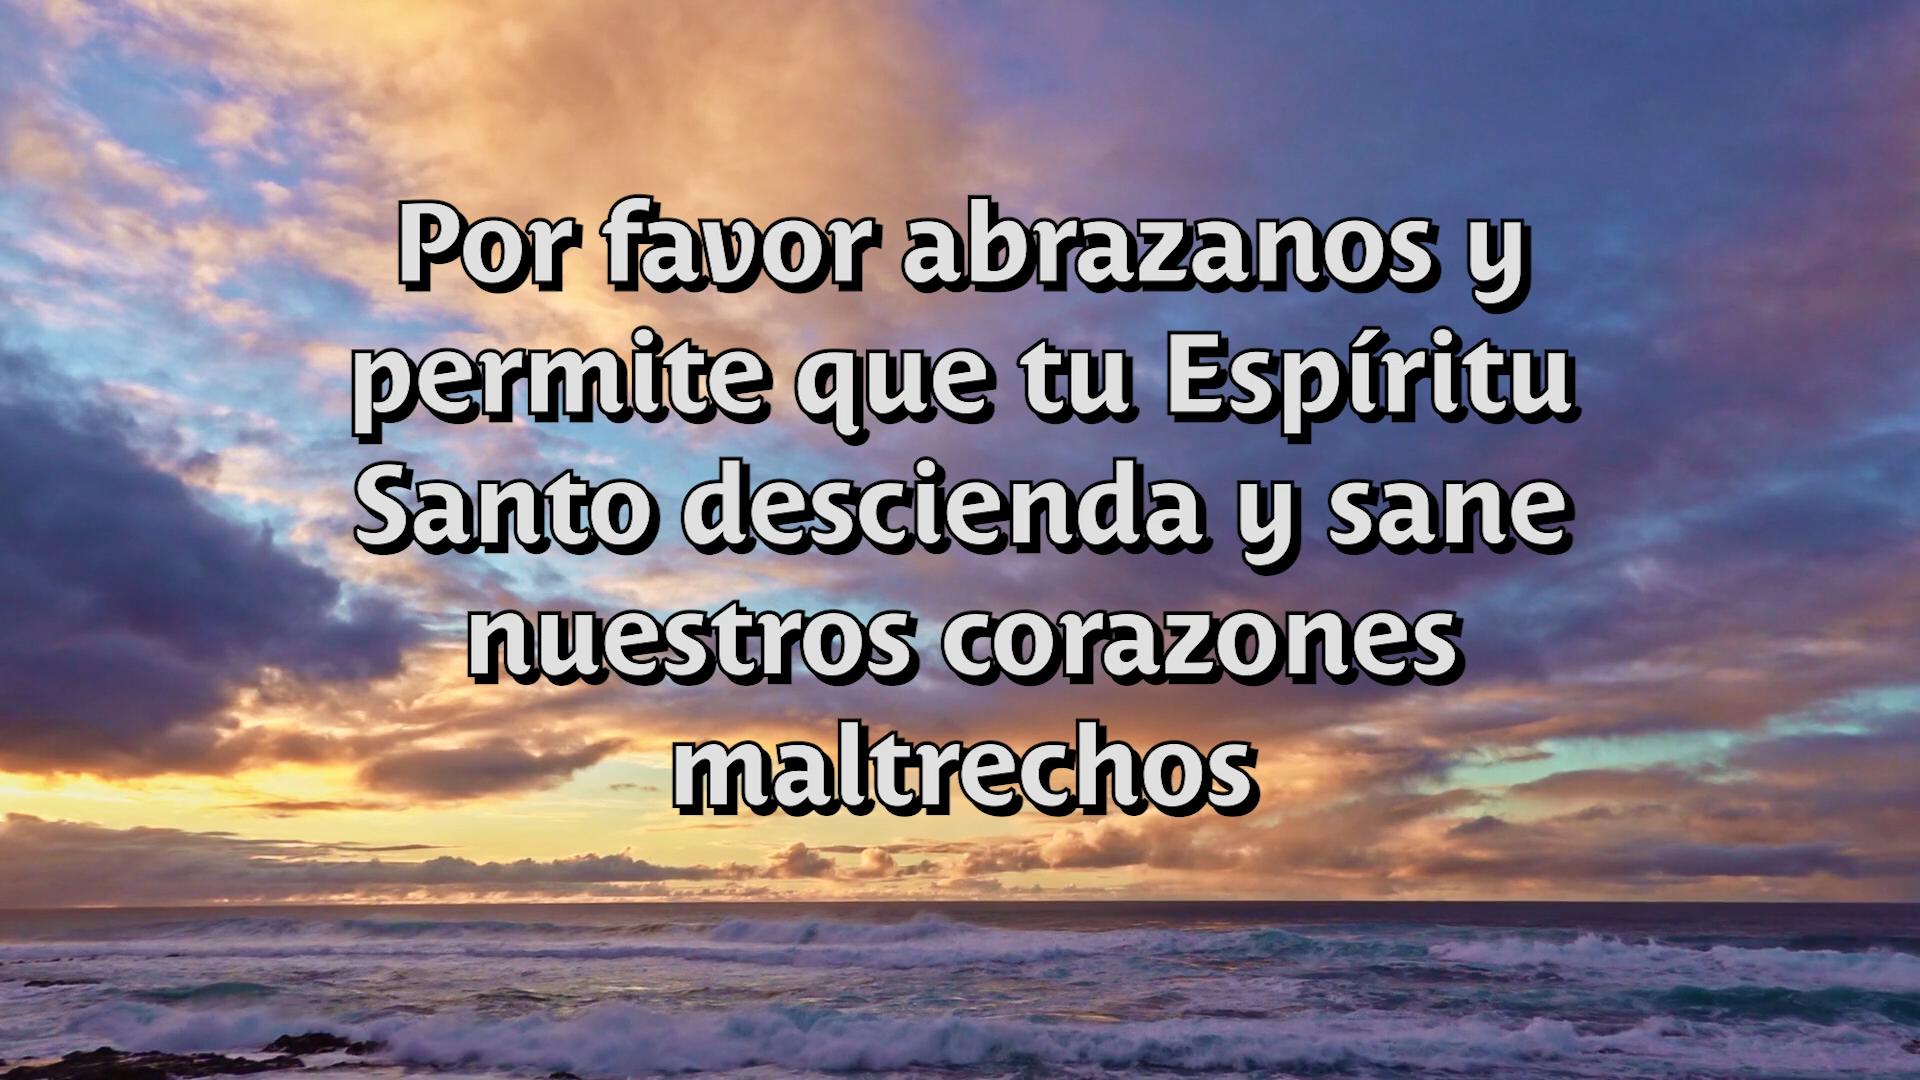 Por favor abrazanos y
permite que tu Espíritu
Santo descienda y sane
nuestros corazones
maltrechos